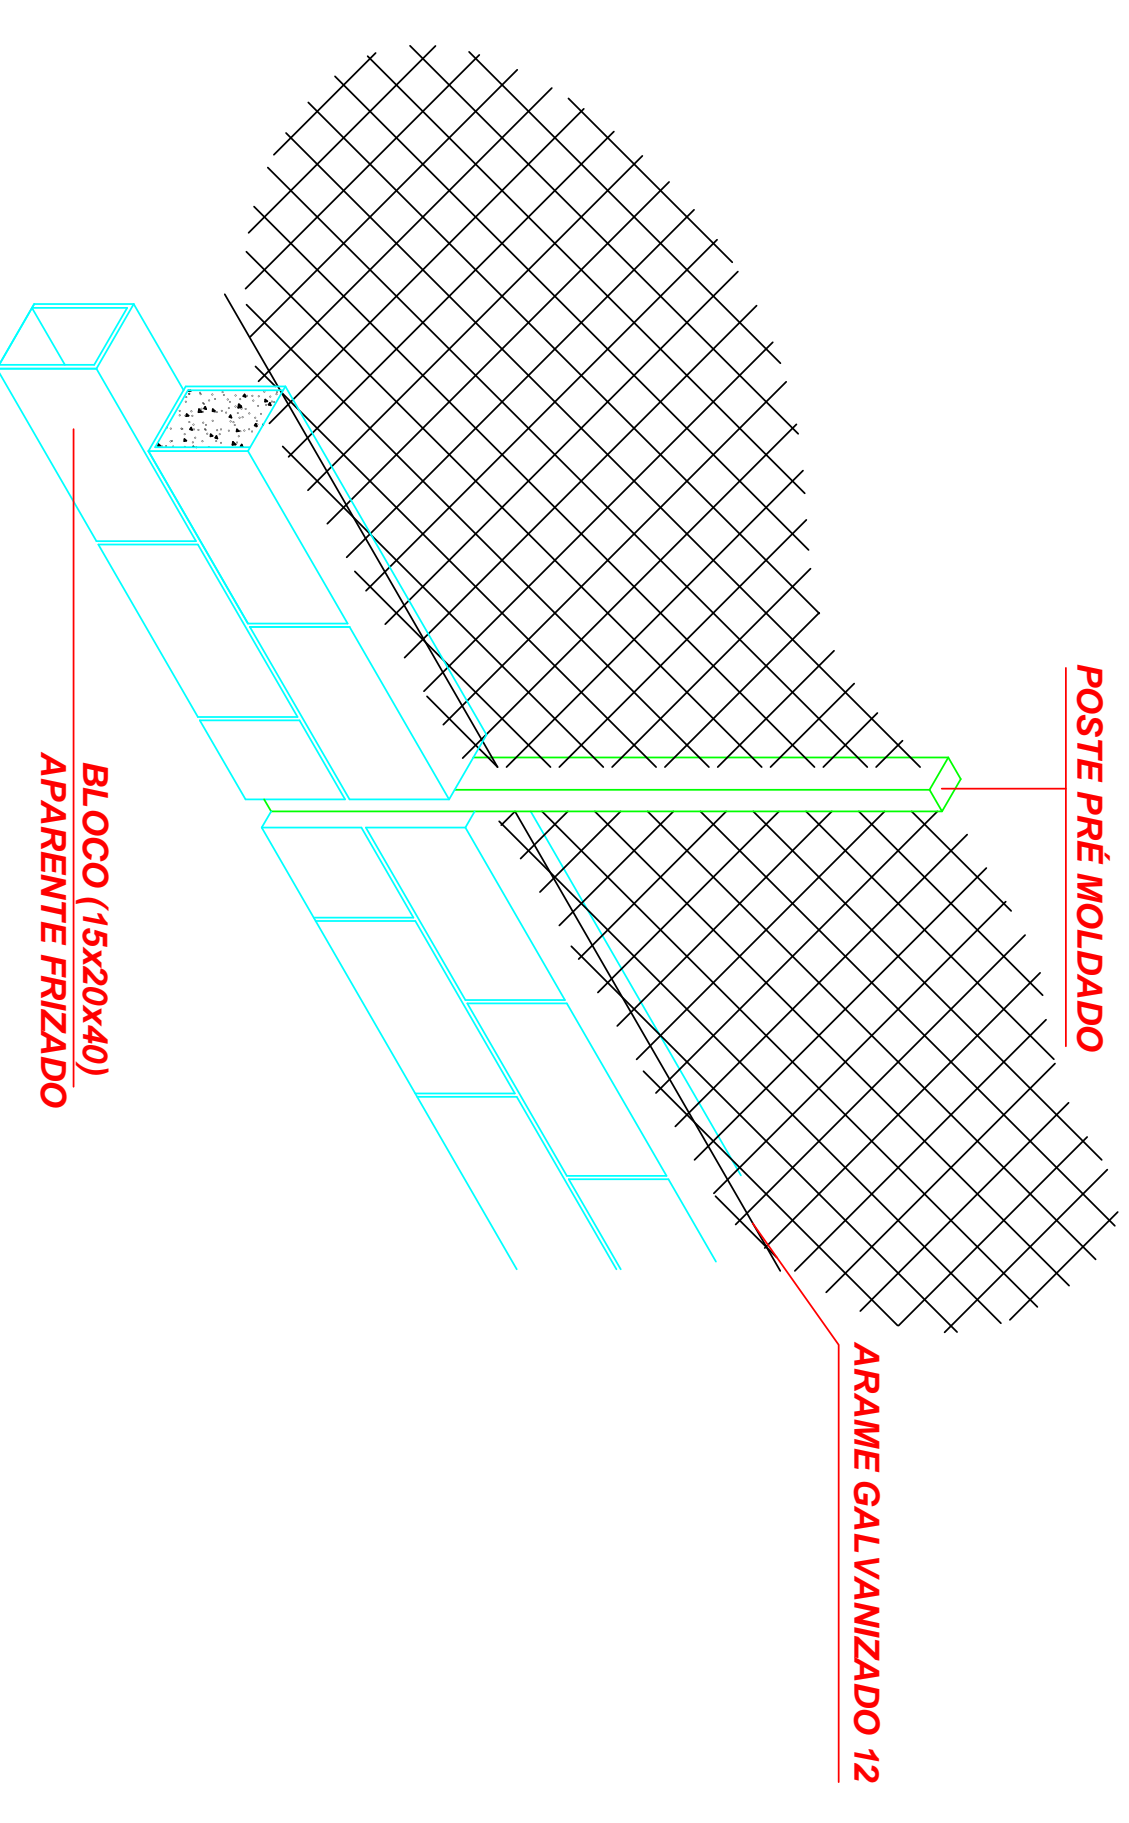 POSTE PRÉ MOLDADO
ARAME GALVANIZADO 12
BLOCO (15x20x40)
APARENTE FRIZADO